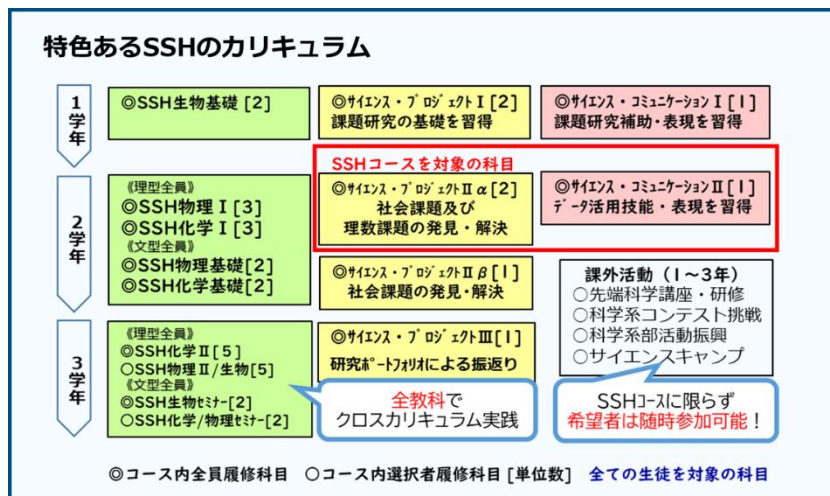 特色あるSSHのカリキュラム
1学年
◎SSH生物基礎 [2]
◎サイエンス・プロジェクトⅠ[2]
課題研究の基礎を習得
◎サイエンス・コミュニケーションⅠ[1]
課題研究補助・表現を習得
SSHコースを対象の科目
2学年
《理型全員》
◎SSH物理Ⅰ[3]
◎SSH化学Ⅰ[3]
《文型全員》
◎SSH物理基礎[2]
◎SSH化学基礎[2]
◎サイエンス・プロジェクトⅡα[2]
社会課題及び
理数課題の発見・解決
◎サイエンス・コミュニケーションⅡ[1]
データ活用技能・表現を習得
◎サイエンス・プロジェクトⅡβ[1]
社会課題の発見・解決
課外活動(1~3年)
○先端科学講座・研修
○科学系コンテスト挑戦
○科学系部活動振興
○サイエンスキャンプ
3学年
《理型全員》
◎SSH化学Ⅱ[5]
○SSH物理Ⅱ/生物[5]
《文型全員》
◎SSH生物セミナー[2]
○SSH化学/物理セミナー[2]
◎サイエンス・プロジェクトⅢ[1]
研究ポートフォリオによる振返り
全教科で
クロスカリキュラム実践
SSHコースに限らず
希望者は随時参加可能!
◎コース内全員履修科目 ○コース内選択者履修科目 [単位数] 全ての生徒を対象の科目